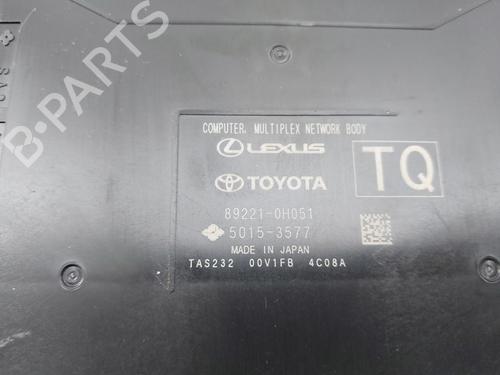 COMPUTER, MULTIPLEX NETWORK BODY
LEXUS
TOYOTA
TQ
89221-0H051
5015-3577
MADE IN JAPAN
TAS232 00V1FB 4C08A
B-PARTS